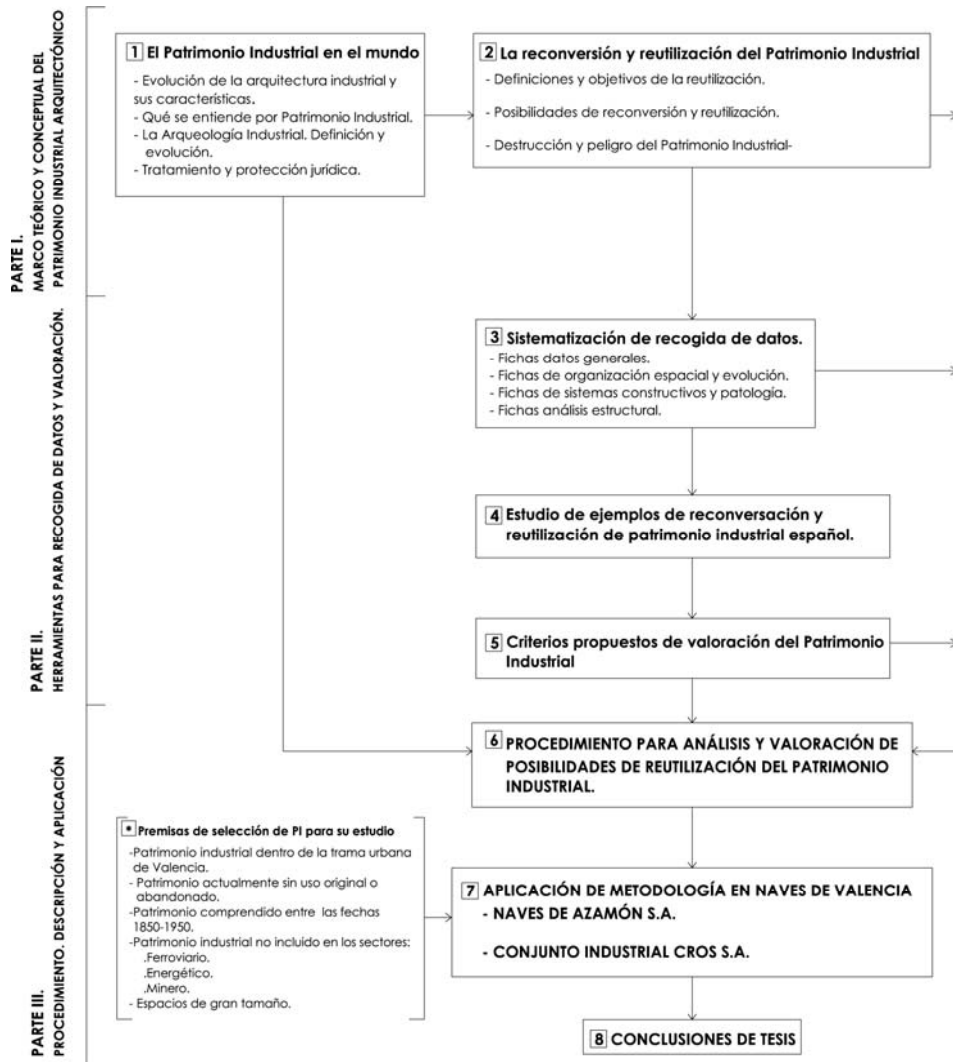 PARTE I.
MARCO TEÓRICO Y CONCEPTUAL DEL
PATRIMONIO INDUSTRIAL ARQUITECTÓNICO
1 El Patrimonio Industrial en el mundo
- Evolución de la arquitectura industrial y
sus características.
- Qué se entiende por Patrimonio Industrial.
- La Arqueología Industrial. Definición y
evolución.
- Tratamiento y protección jurídica.
2 La reconversión y reutilización del Patrimonio Industrial
- Definiciones y objetivos de la reutilización.
- Posibilidades de reconversión y reutilización.
- Destrucción y peligro del Patrimonio Industrial-
PARTE II.
HERRAMIENTAS PARA RECOGIDA DE DATOS Y VALORACIÓN.
3 Sistematización de recogida de datos.
- Fichas datos generales.
- Fichas de organización espacial y evolución.
- Fichas de sistemas constructivos y patología.
- Fichas análisis estructural.
4 Estudio de ejemplos de reconversación y
reutilización de patrimonio industrial español.
5 Criterios propuestos de valoración del Patrimonio
Industrial
PARTE III.
PROCEDIMIENTO. DESCRIPCIÓN Y APLICACIÓN
6 PROCEDIMIENTO PARA ANÁLISIS Y VALORACIÓN DE
POSIBILIDADES DE REUTILIZACIÓN DEL PATRIMONIO
INDUSTRIAL.
* Premisas de selección de PI para su estudio
-Patrimonio industrial dentro de la trama urbana
de Valencia.
- Patrimonio actualmente sin uso original o
abandonado.
-Patrimonio comprendido entre las fechas
1850-1950.
-Patrimonio industrial no incluido en los sectores:
.Ferroviario.
.Energético.
.Minero.
- Espacios de gran tamaño.
7 APLICACIÓN DE METODOLOGÍA EN NAVES DE VALENCIA
- NAVES DE AZAMÓN S.A.
- CONJUNTO INDUSTRIAL CROS S.A.
8 CONCLUSIONES DE TESIS